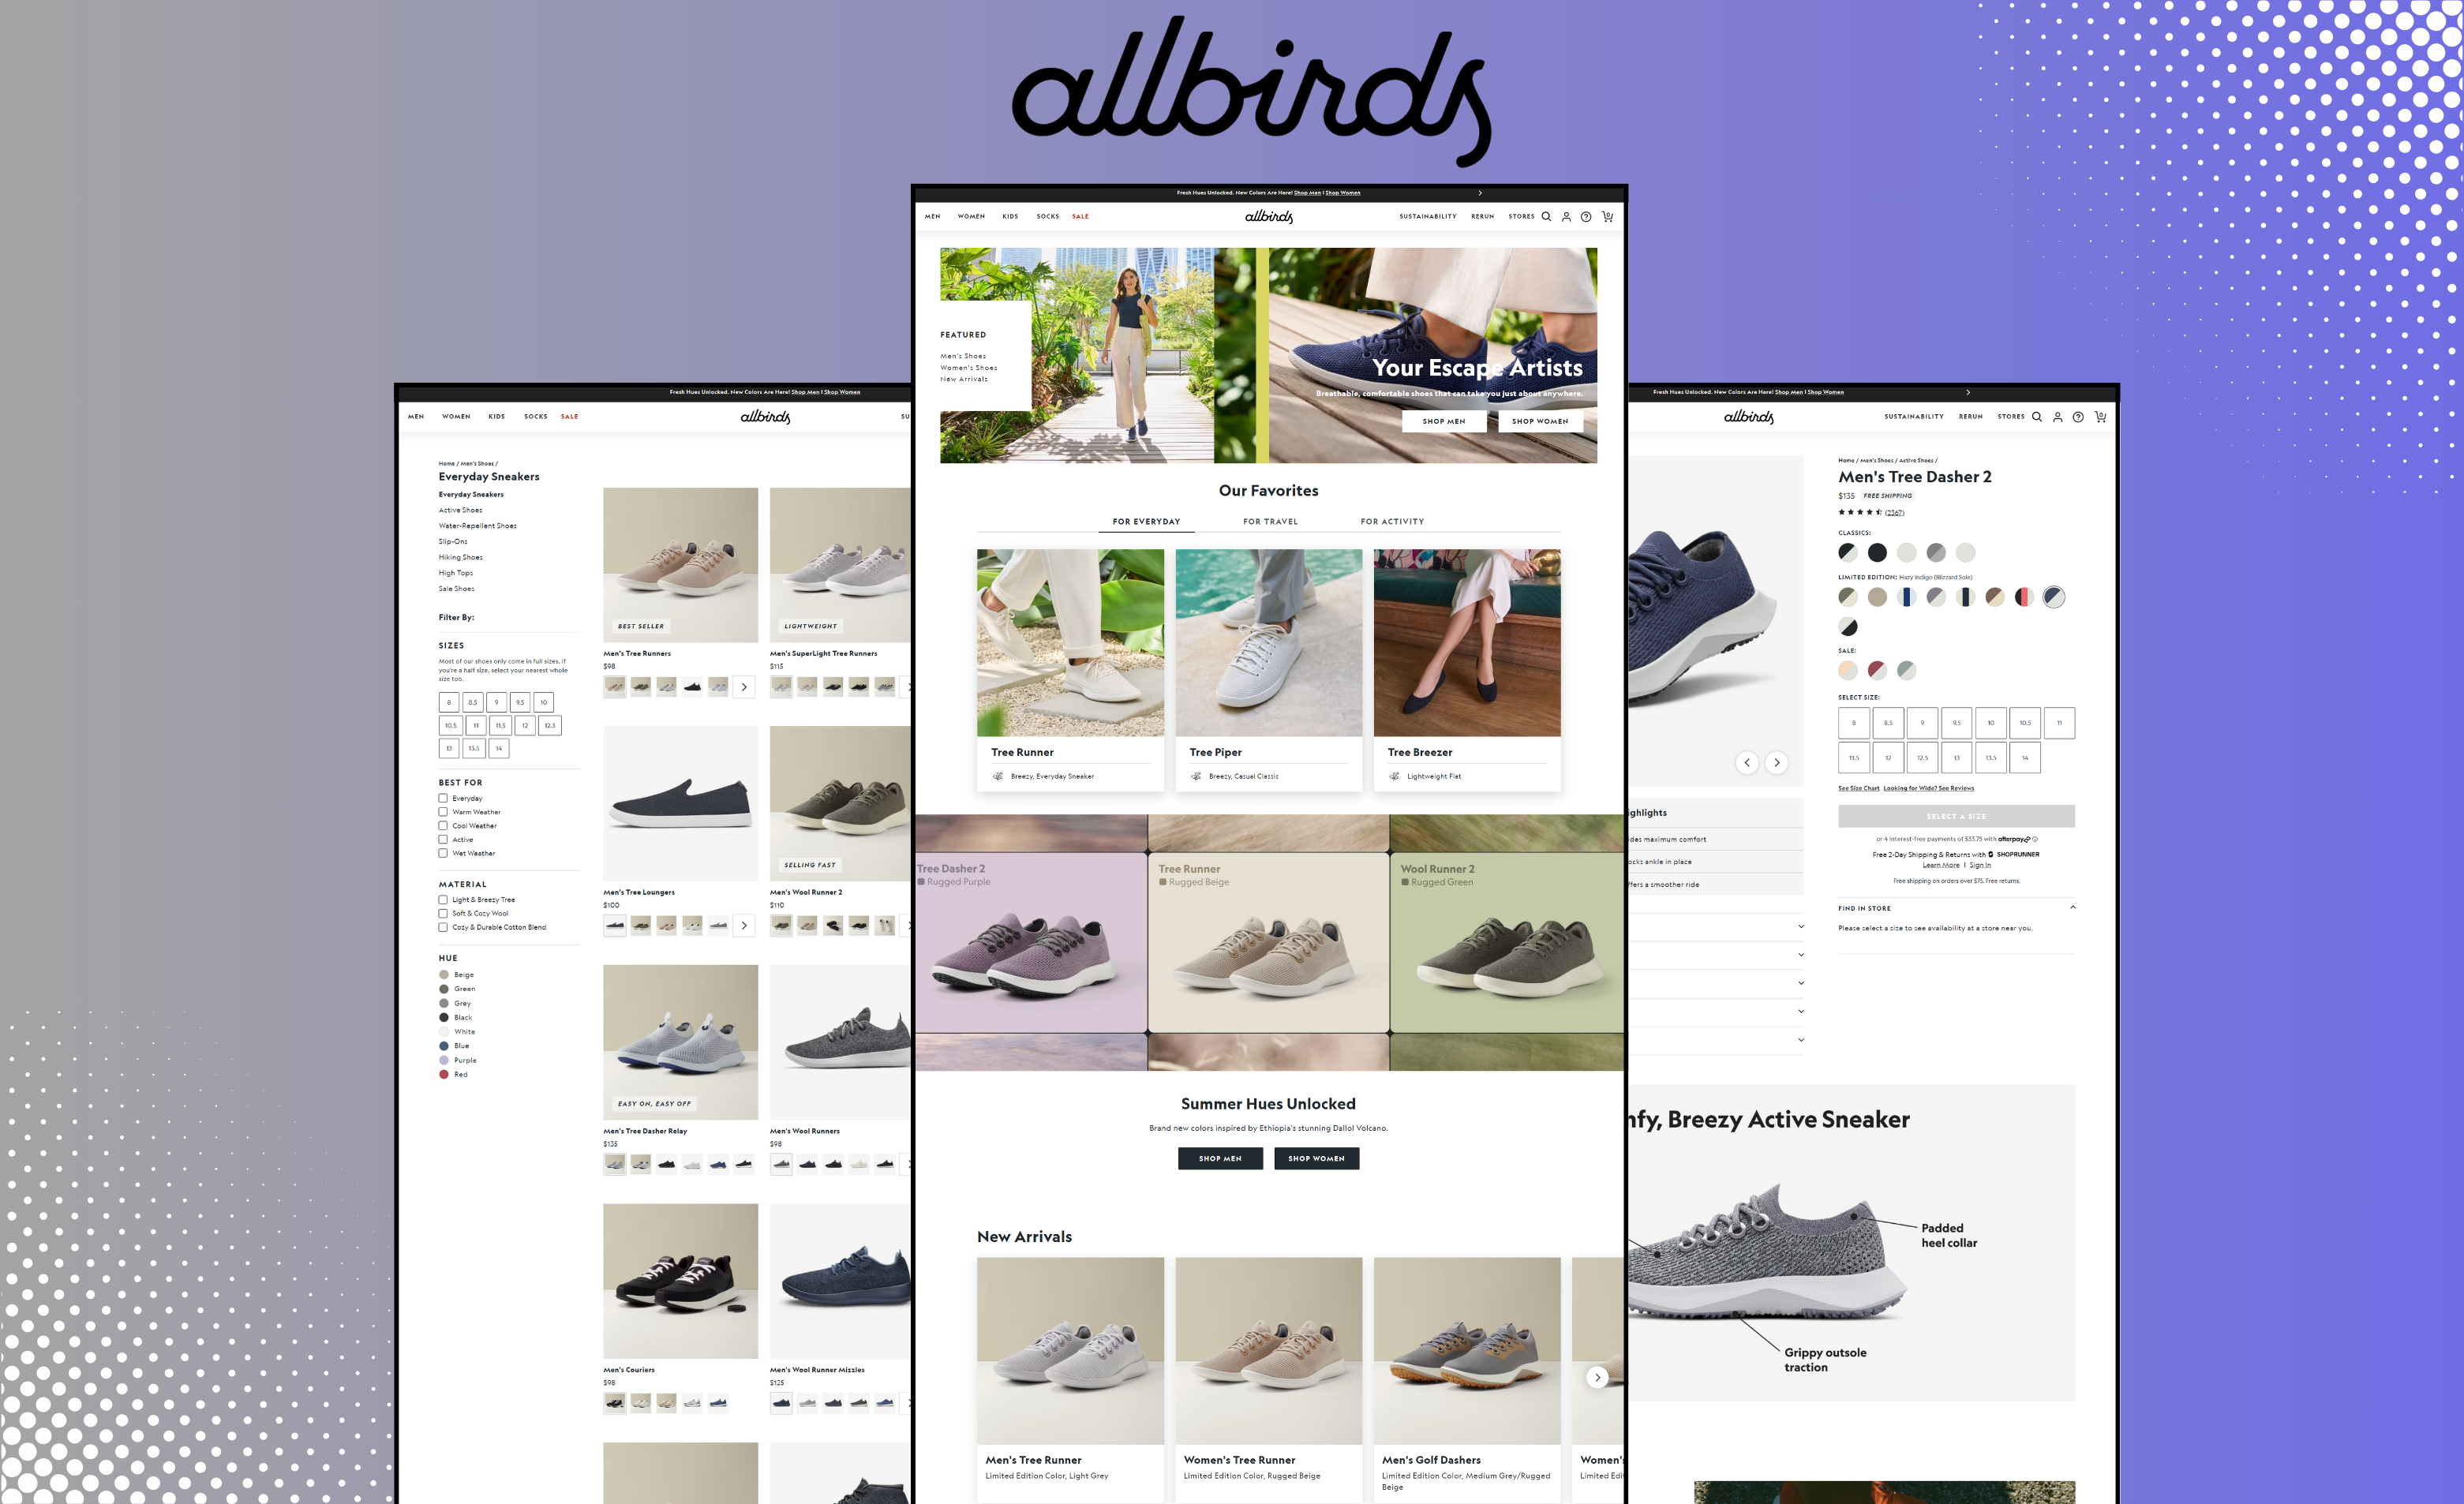 allbirds
Fresh Hues Unlocked. New Colors Are Here! Shop Men | Shop Women
MEN WOMEN KIDS SOCKS SALE
allbirds
SU
Home / Men's Shoes /
Everyday Sneakers
Everyday Sneakers
Active Shoes
Water-Repellent Shoes
Slip-Ons
Hiking Shoes
High Tops
Sale Shoes
Filter By:
SIZES
Most of our shoes only come in full sizes. If
you're a half size, select your nearest whole
size too.
8 8.5 9 9.5 10
10.5 11 11.5 12 12.5
13 13.5 14
BEST FOR
Everyday
Warm Weather
Cool Weather
Active
Wet Weather
MATERIAL
Light & Breezy Tree
Soft & Cozy Wool
Cozy & Durable Cotton Blend
HUE
Beige
Green
Grey
Black
White
Blue
Purple
Red
BEST SELLER
Men's Tree Runners
$98
LIGHTWEIGHT
Men's SuperLight Tree Runners
$115
Men's Tree Loungers
$100
SELLING FAST
Men's Wool Runner 2
$110
EASY ON, EASY OFF
Men's Tree Dasher Relay
$135
Men's Wool Runners
$98
Men's Couriers
$98
Men's Wool Runner Mizzles
$125
Fresh Hues Unlocked. New Colors Are Here! Shop Men | Shop Women
MEN WOMEN KIDS SOCKS SALE
allbirds
SUSTAINABILITY RERUN STORES
0
FEATURED
Men's Shoes
Women's Shoes
New Arrivals
Your Escape Artists
Breathable, comfortable shoes that can take you just about anywhere.
SHOP MEN SHOP WOMEN
Our Favorites
FOR EVERYDAY FOR TRAVEL FOR ACTIVITY
Tree Runner
Breezy, Everyday Sneaker
Tree Piper
Breezy, Casual Classic
Tree Breezer
Lightweight Flat
Tree Dasher 2
Rugged Purple
Tree Runner
Rugged Beige
Wool Runner 2
Rugged Green
Summer Hues Unlocked
Brand new colors inspired by Ethiopia's stunning Dallol Volcano.
SHOP MEN SHOP WOMEN
New Arrivals
Men's Tree Runner
Limited Edition Color, Light Grey
Women's Tree Runner
Limited Edition Color, Rugged Beige
Men's Golf Dashers
Limited Edition Color, Medium Grey/Rugged
Beige
Women's
Limited Edit
Fresh Hues Unlocked. New Colors Are Here! Shop Men | Shop Women
allbirds
SUSTAINABILITY RERUN STORES
0
Home / Men's Shoes / Active Shoes /
Men's Tree Dasher 2
$135 FREE SHIPPING
(2367)
CLASSICS:
LIMITED EDITION: Hazy Indigo (Blizzard Sole)
SALE:
SELECT SIZE:
8 8.5 9 9.5 10 10.5 11
11.5 12 12.5 13 13.5 14
See Size Chart Looking for Wide? See Reviews
SELECT A SIZE
or 4 interest-free payments of $33.75 with afterpay
Free 2-Day Shipping & Returns with SHOPRUNNER
Learn More | Sign In
Free shipping on orders over $75. Free returns.
FIND IN STORE
Please select a size to see availability at a store near you.
ighlights
ides maximum comfort
ocks ankle in place
ffers a smoother ride
nfy, Breezy Active Sneaker
Padded
heel collar
Grippy outsole
traction